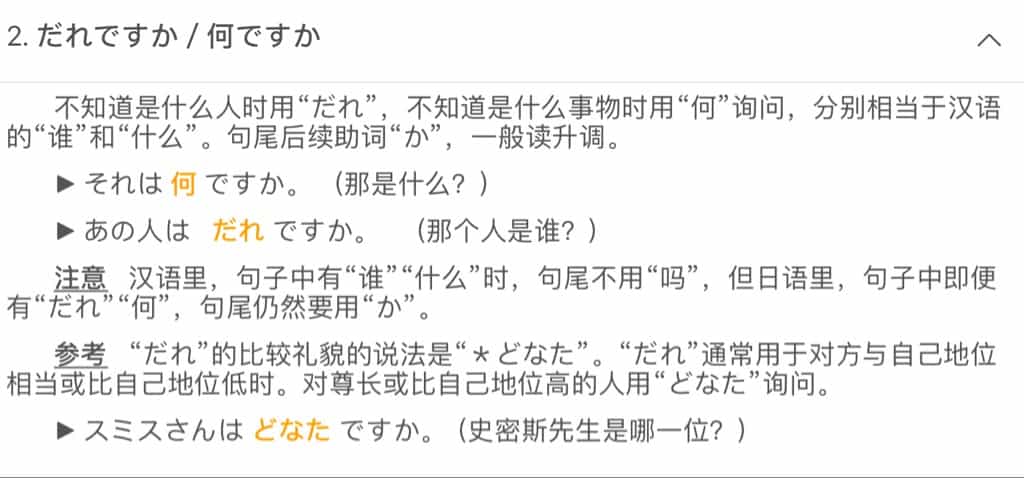 2. だれですか / 何ですか
不知道是什么人时用“だれ”，不知道是什么事物时用“何”询问，分别相当于汉语
的“谁”和“什么”。句尾后续助词“か”，一般读升调。
▶ それは 何 ですか。（那是什么？）
▶ あの人は だれ ですか。（那个人是谁？）
注意 汉语里，句子中有“谁”“什么”时，句尾不用“吗”，但日语里，句子中即便
有“だれ”“何”，句尾仍然要用“か”。
参考 “だれ”的比较礼貌的说法是“＊どなた”。“だれ”通常用于对方与自己地位
相当或比自己地位低时。对尊长或比自己地位高的人用“どなた”询问。
▶ スミスさんは どなた ですか。（史密斯先生是哪一位？）